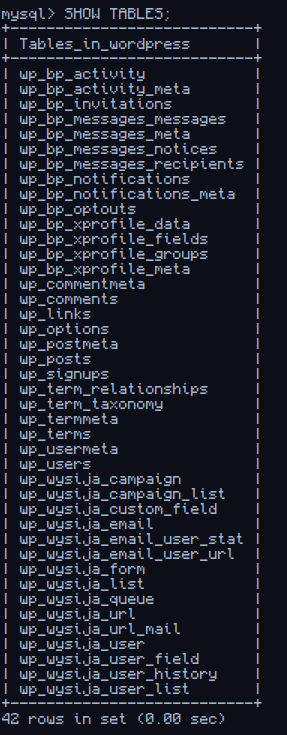 mysql> SHOW TABLES;
+-----------------------------+
| Tables_in_wordpress         |
+-----------------------------+
| wp_bp_activity              |
| wp_bp_activity_meta         |
| wp_bp_invitations           |
| wp_bp_messages_messages     |
| wp_bp_messages_meta         |
| wp_bp_messages_notices      |
| wp_bp_messages_recipients   |
| wp_bp_notifications         |
| wp_bp_notifications_meta    |
| wp_bp_optouts               |
| wp_bp_xprofile_data         |
| wp_bp_xprofile_fields       |
| wp_bp_xprofile_groups       |
| wp_bp_xprofile_meta         |
| wp_commentmeta              |
| wp_comments                 |
| wp_links                    |
| wp_options                  |
| wp_postmeta                 |
| wp_posts                    |
| wp_signups                  |
| wp_term_relationships       |
| wp_term_taxonomy            |
| wp_termmeta                 |
| wp_terms                    |
| wp_usermeta                 |
| wp_users                    |
| wp_wysija_campaign          |
| wp_wysija_campaign_list     |
| wp_wysija_custom_field      |
| wp_wysija_email             |
| wp_wysija_email_user_stat   |
| wp_wysija_email_user_url    |
| wp_wysija_form              |
| wp_wysija_list              |
| wp_wysija_queue             |
| wp_wysija_url               |
| wp_wysija_url_mail          |
| wp_wysija_user              |
| wp_wysija_user_field        |
| wp_wysija_user_history      |
| wp_wysija_user_list         |
+-----------------------------+
42 rows in set (0.00 sec)